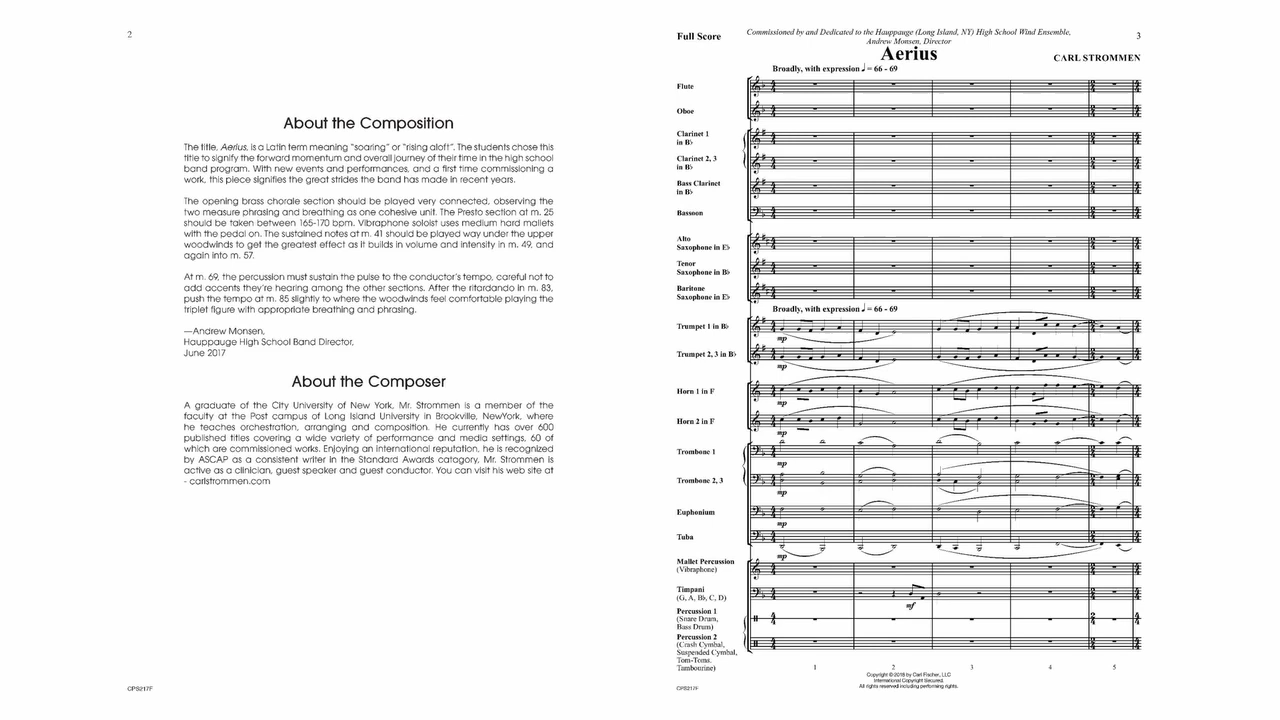 2
About the Composition
The title, Aerius, is a Latin term meaning "soaring" or "rising aloft". The students chose this
title to signify the forward momentum and overall journey of their time in the high school
band program. With new events and performances, and a first time commissioning a
work, this piece signifies the great strides the band has made in recent years.
The opening brass chorale section should be played very connected, observing the
two measure phrasing and breathing as one cohesive unit. The Presto section at m. 25
should be taken between 165-170 bpm. Vibraphone soloist uses medium hard mallets
with the pedal on. The sustained notes at m. 41 should be played way under the upper
woodwinds to get the greatest effect as it builds in volume and intensity in m. 49, and
again into m. 57.
At m. 69, the percussion must sustain the pulse to the conductor's tempo, careful not to
add accents they're hearing among the other sections. After the ritardando in m. 83,
push the tempo at m. 85 slightly to where the woodwinds feel comfortable playing the
triplet figure with appropriate breathing and phrasing.
—Andrew Monsen,
Hauppauge High School Band Director,
June 2017
About the Composer
A graduate of the City University of New York, Mr. Strommen is a member of the
faculty at the Post campus of Long Island University in Brookville, NewYork, where
he teaches orchestration, arranging and composition. He currently has over 600
published titles covering a wide variety of performance and media settings, 60 of
which are commissioned works. Enjoying an international reputation, he is recognized
by ASCAP as a consistent writer in the Standard Awards catagory, Mr. Strommen is
active as a clinician, guest speaker and guest conductor. You can visit his web site at
- carlstrommen.com
CPS217F
Full Score
Commissioned by and Dedicated to the Hauppauge (Long Island, NY) High School Wind Ensemble,
Andrew Monsen, Director
3
Aerius
CARL STROMMEN
Broadly, with expression ♩ = 66 - 69
Flute
Oboe
Clarinet 1
in B♭
Clarinet 2, 3
in B♭
Bass Clarinet
in B♭
Bassoon
Alto
Saxophone in E♭
Tenor
Saxophone in B♭
Baritone
Saxophone in E♭
Broadly, with expression ♩ = 66 - 69
Trumpet 1 in B♭
mp
Trumpet 2, 3 in B♭
mp
Horn 1 in F
mp
Horn 2 in F
mp
Trombone 1
mp
Trombone 2, 3
mp
Euphonium
mp
Tuba
mp
Mallet Percussion
(Vibraphone)
Timpani
(G, A, B♭, C, D)
mf
Percussion 1
(Snare Drum,
Bass Drum)
Percussion 2
(Crash Cymbal,
Suspended Cymbal,
Tom-Toms,
Tambourine)
1 2 3 4 5
Copyright © 2018 by Carl Fischer, LLC
International Copyright Secured.
All rights reserved including performing rights.
CPS217F